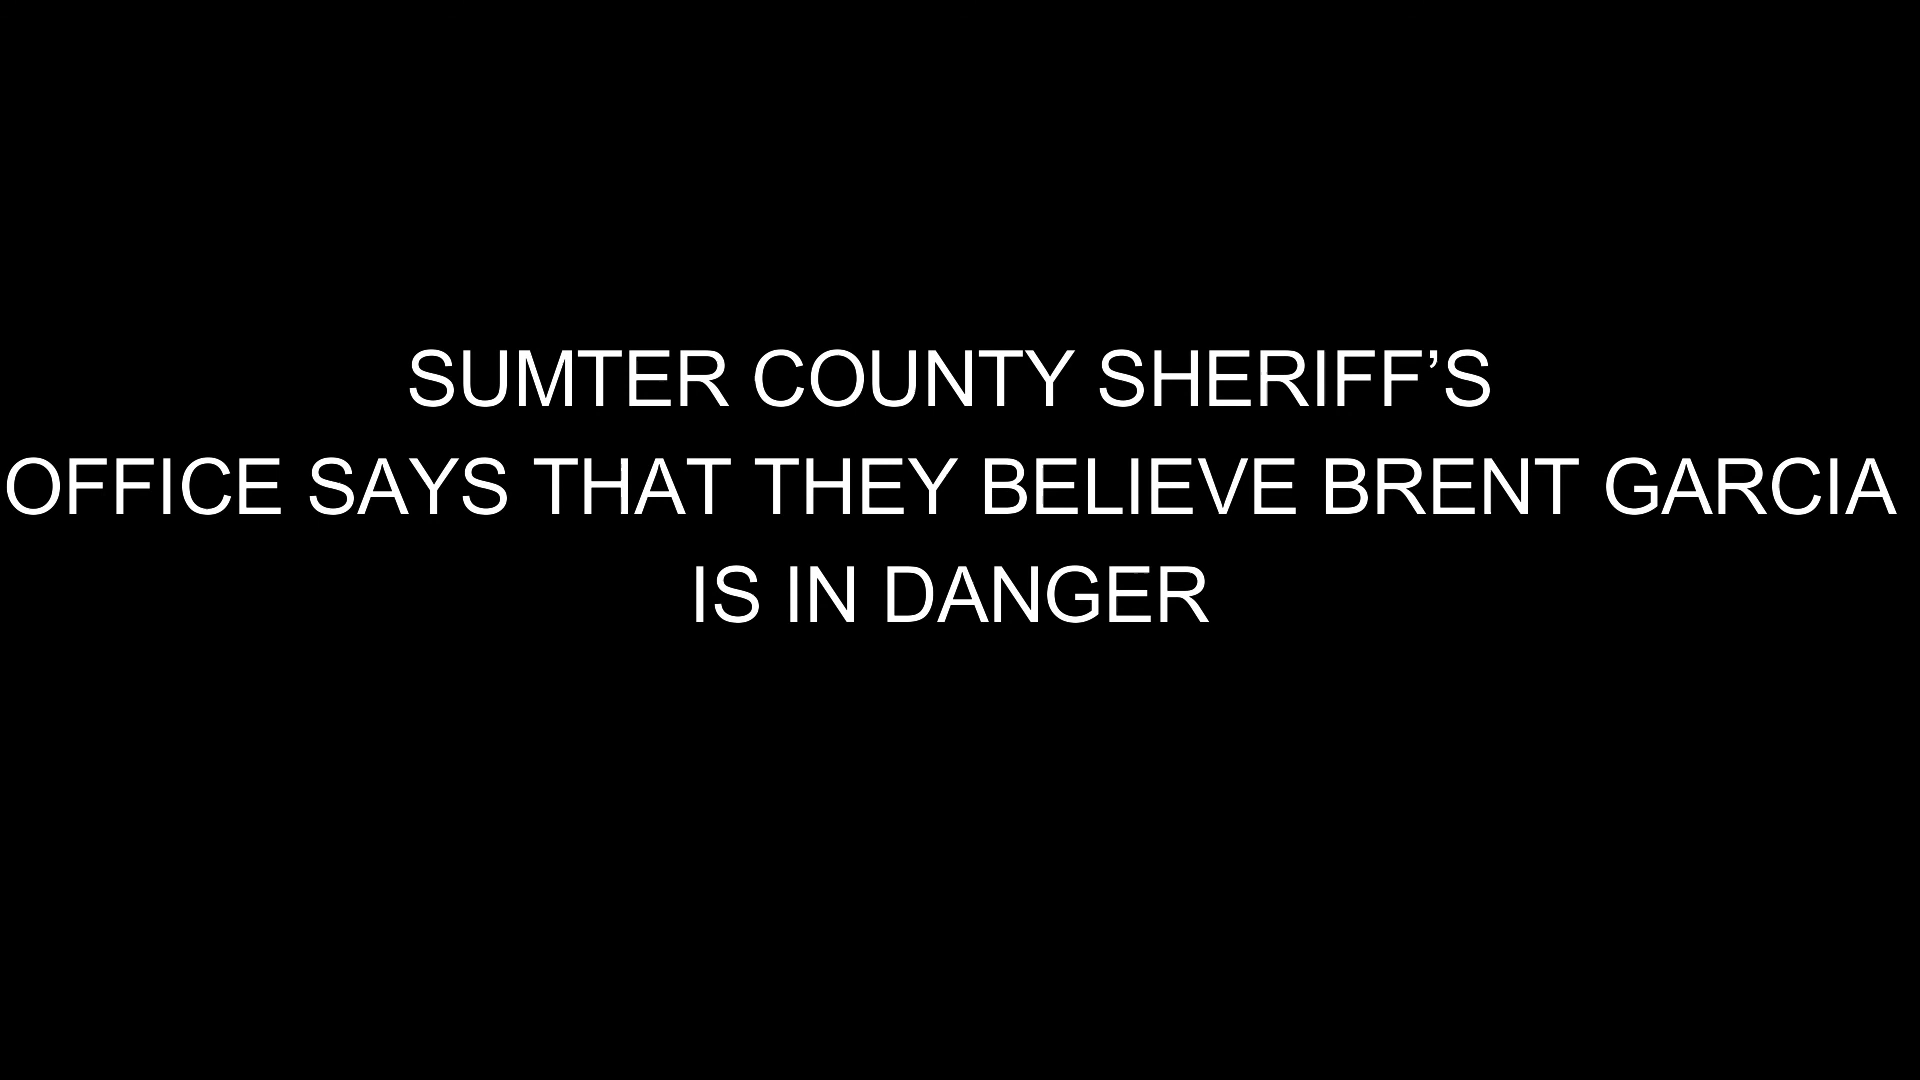 SUMTER COUNTY SHERIFF’S
OFFICE SAYS THAT THEY BELIEVE BRENT GARCIA
IS IN DANGER